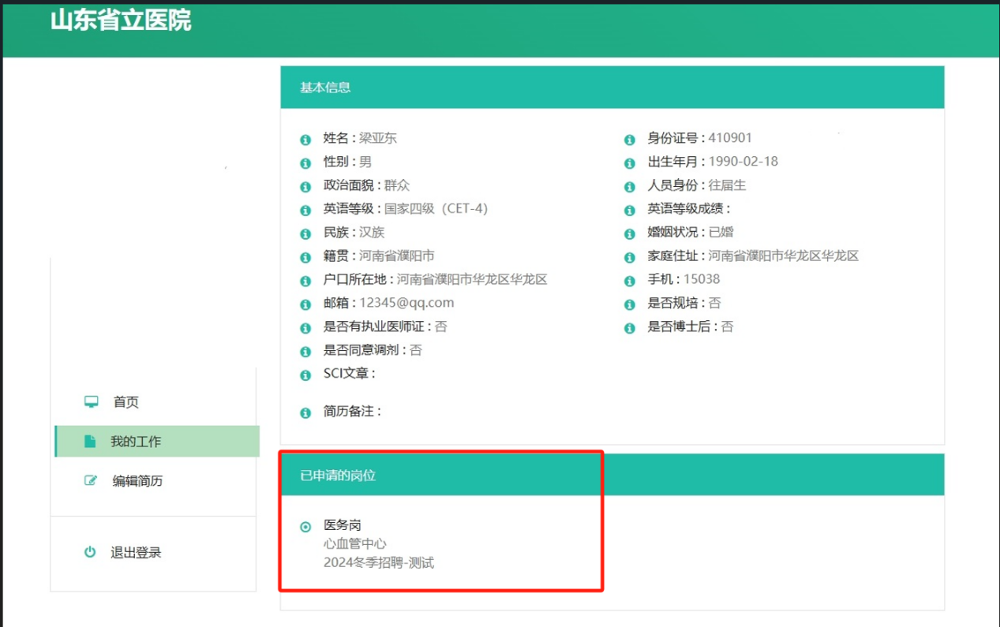 山东省立医院
基本信息
姓名 : 梁亚东
身份证号 : 410901
性别 : 男
出生年月 : 1990-02-18
政治面貌 : 群众
人员身份 : 往届生
英语等级 : 国家四级（CET-4）
英语等级成绩 :
民族 : 汉族
婚姻状况 : 已婚
籍贯 : 河南省濮阳市
家庭住址 : 河南省濮阳市华龙区华龙区
户口所在地 : 河南省濮阳市华龙区华龙区
手机 : 15038
邮箱 : 12345@qq.com
是否规培 : 否
是否有执业医师证 : 否
是否博士后 : 否
是否同意调剂 : 否
SCI文章 :
简历备注 :
首页
我的工作
编辑简历
退出登录
已申请的岗位
医务岗
心血管中心
2024冬季招聘-测试